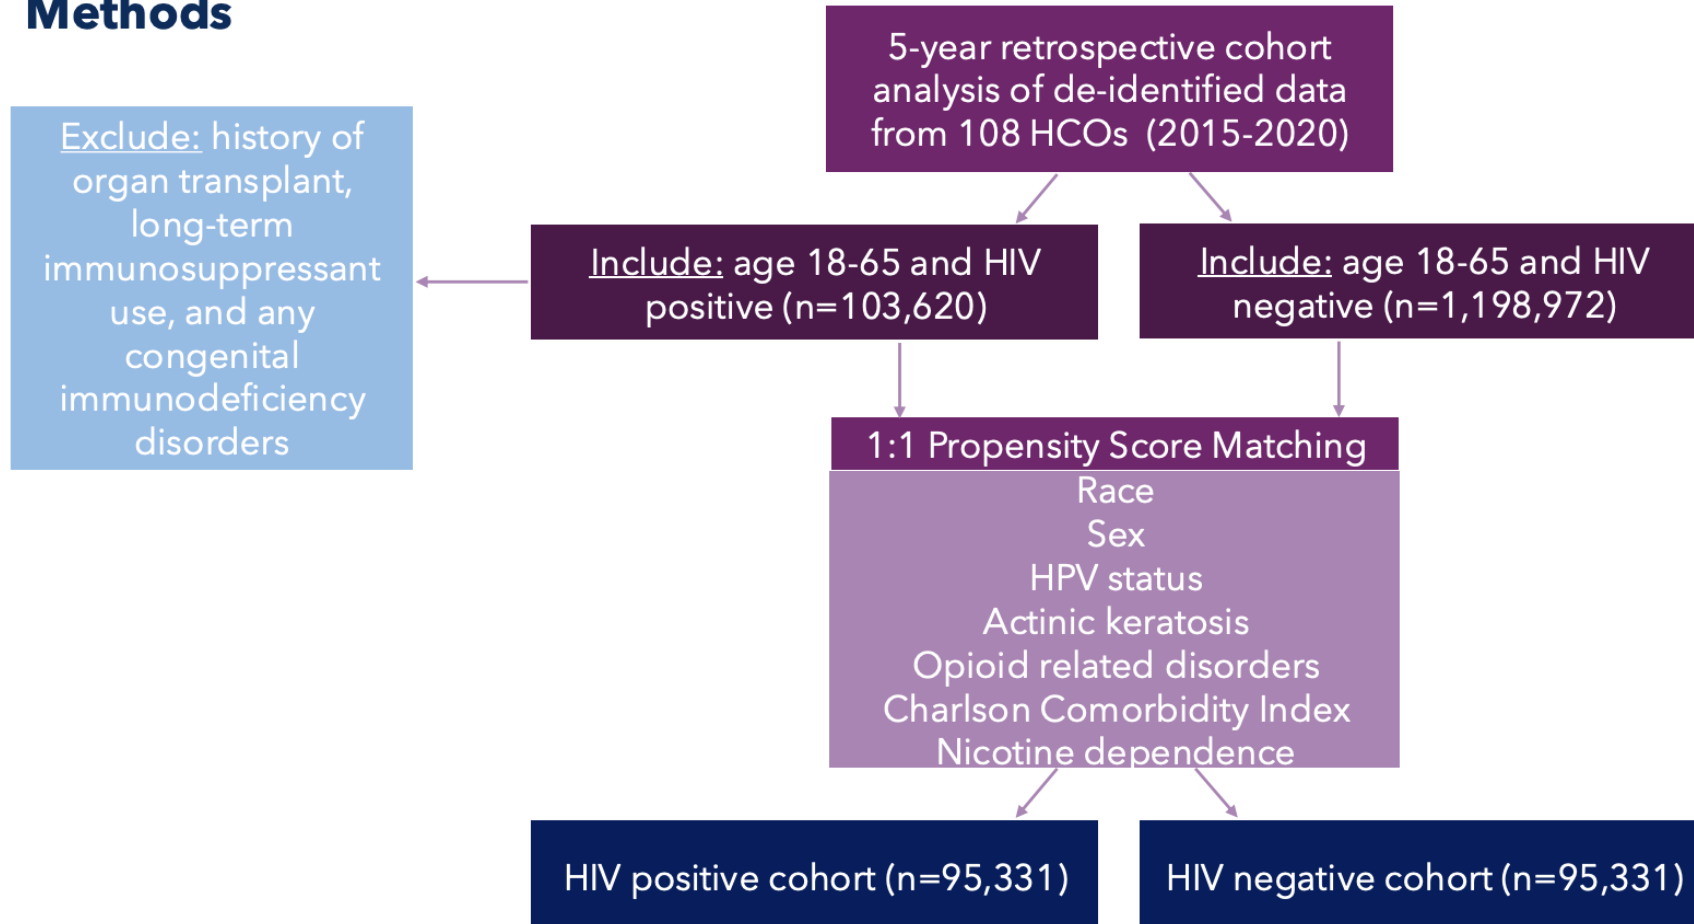 Methods
5-year retrospective cohort
analysis of de-identified data
from 108 HCOs (2015-2020)
Exclude: history of
organ transplant,
long-term
immunosuppressant
use, and any
congenital
immunodeficiency
disorders
Include: age 18-65 and HIV
positive (n=103,620)
Include: age 18-65 and HIV
negative (n=1,198,972)
1:1 Propensity Score Matching
Race
Sex
HPV status
Actinic keratosis
Opioid related disorders
Charlson Comorbidity Index
Nicotine dependence
HIV positive cohort (n=95,331)
HIV negative cohort (n=95,331)